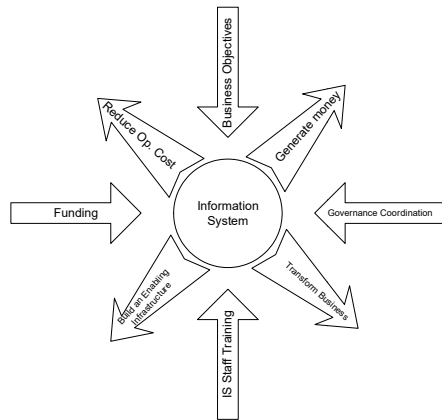 Business Objectives
Reduce Op. Cost
Generate money
Information
System
Funding
Governance Coordination
Build an Enabling
Infrastructure
Transform Business
IS Staff Training